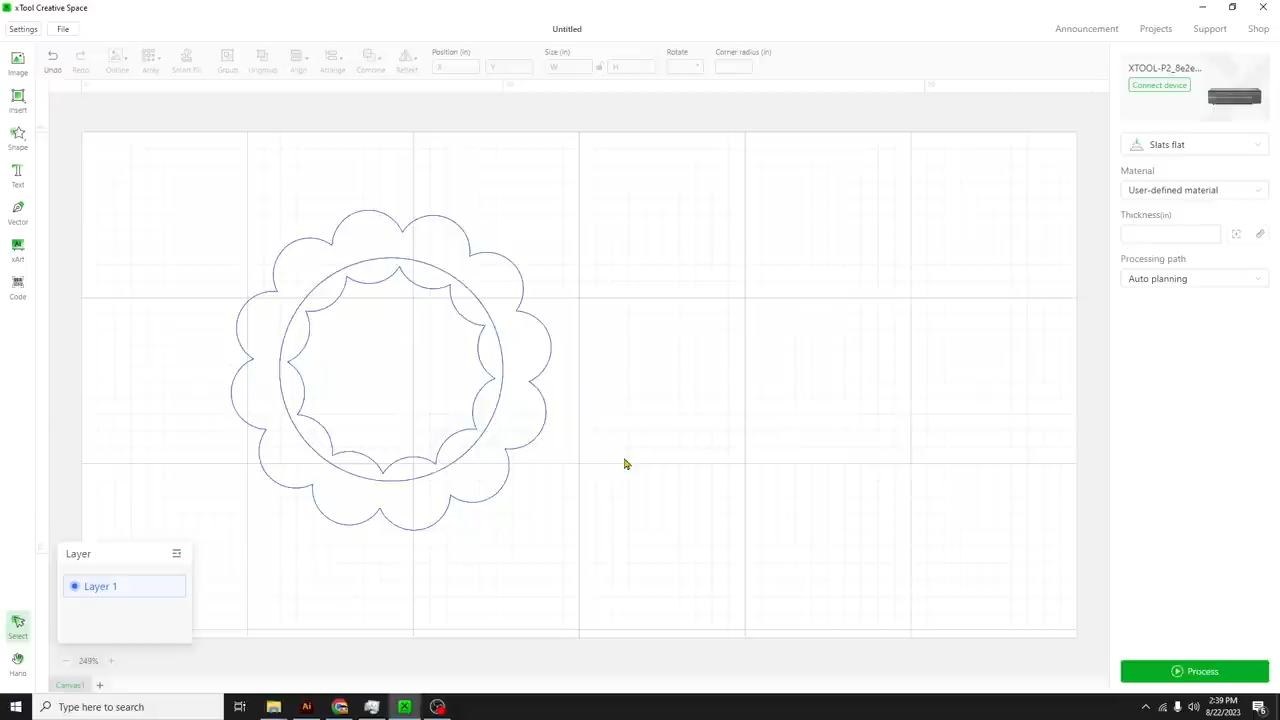 xTool Creative Space
Settings
File
Untitled
Announcement
Projects
Support
Shop
Image
Insert
Shape
Text
Vector
xArt
Code
Select
Hand
Undo
Redo
Outline
Array
Smart Fill
Group
Ungroup
Align
Arrange
Combine
Reflect
Position (in)
X
Y
Size (in)
W
H
Rotate
°
Corner radius (in)
XTOOL-P2_8e2e...
Connect device
Slats flat
Material
User-defined material
Thickness(in)
Processing path
Auto planning
Layer
Layer 1
249%
Canvas1
Process
Ai
Type here to search
2:39 PM
8/22/2023